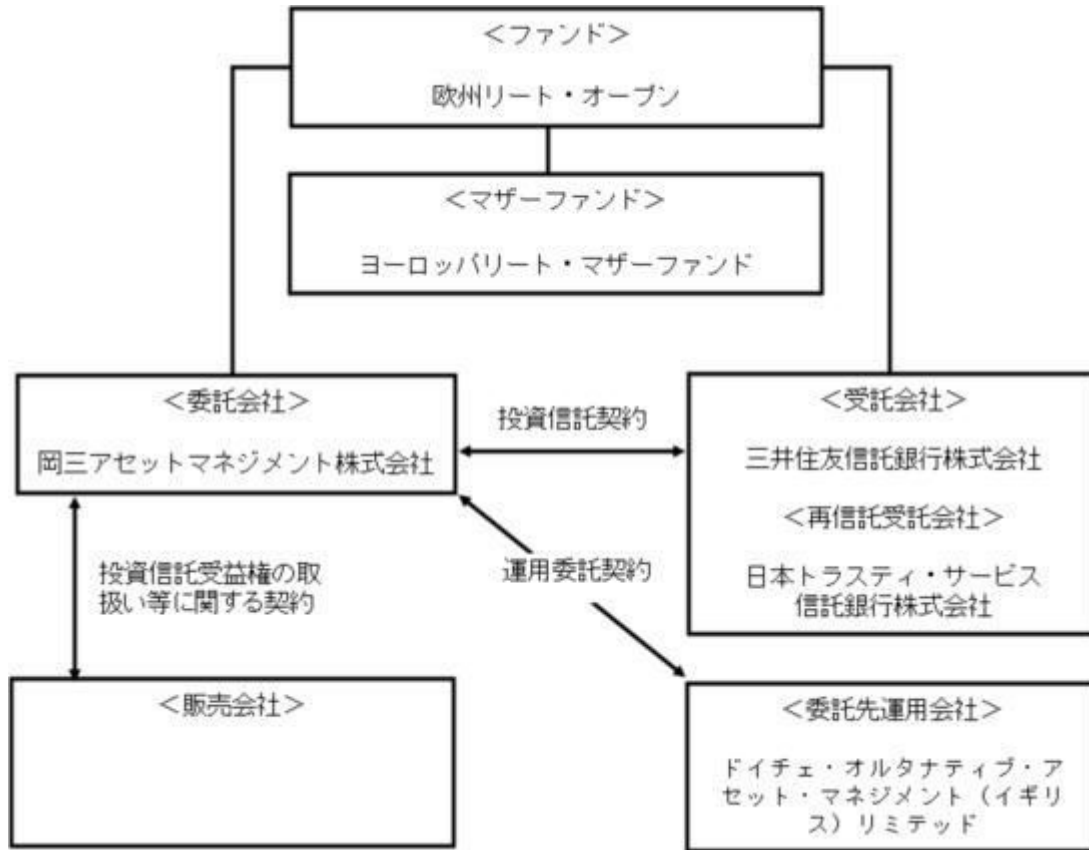 ＜ファンド＞
欧州リート・オープン
＜マザーファンド＞
ヨーロッパリート・マザーファンド
＜委託会社＞
岡三アセットマネジメント株式会社
投資信託契約
＜受託会社＞
三井住友信託銀行株式会社
＜再信託受託会社＞
日本トラスティ・サービス
信託銀行株式会社
投資信託受益権の取
扱い等に関する契約
運用委託契約
＜販売会社＞
＜委託先運用会社＞
ドイチェ・オルタナティブ・ア
セット・マネジメント（イギリ
ス）リミテッド